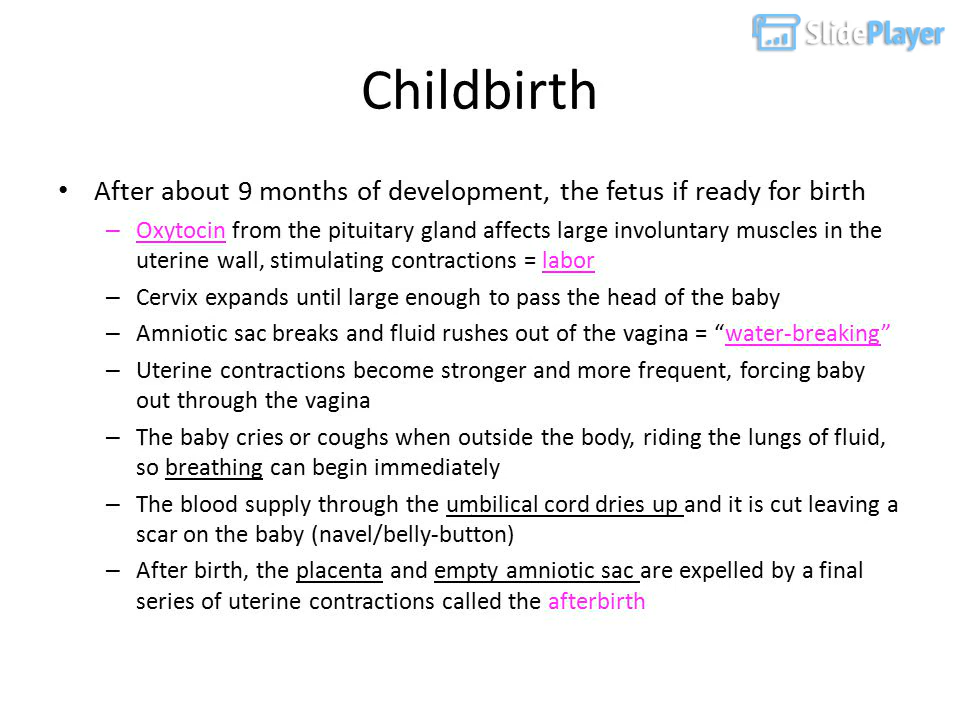 SlidePlayer
Childbirth
• After about 9 months of development, the fetus if ready for birth
– Oxytocin from the pituitary gland affects large involuntary muscles in the
uterine wall, stimulating contractions = labor
– Cervix expands until large enough to pass the head of the baby
– Amniotic sac breaks and fluid rushes out of the vagina = “water-breaking”
– Uterine contractions become stronger and more frequent, forcing baby
out through the vagina
– The baby cries or coughs when outside the body, riding the lungs of fluid,
so breathing can begin immediately
– The blood supply through the umbilical cord dries up and it is cut leaving a
scar on the baby (navel/belly-button)
– After birth, the placenta and empty amniotic sac are expelled by a final
series of uterine contractions called the afterbirth